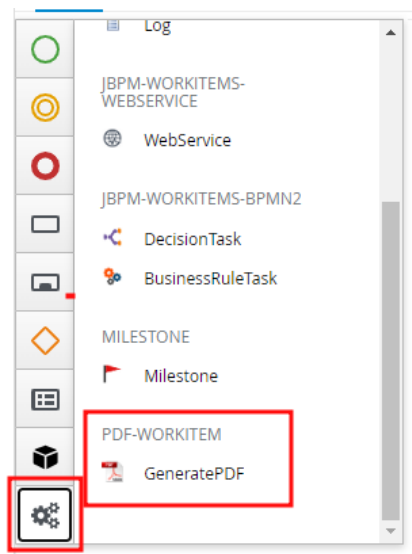 Log
JBPM-WORKITEMS-
WEBSERVICE
WebService
JBPM-WORKITEMS-BPMN2
DecisionTask
BusinessRuleTask
MILESTONE
Milestone
PDF-WORKITEM
GeneratePDF